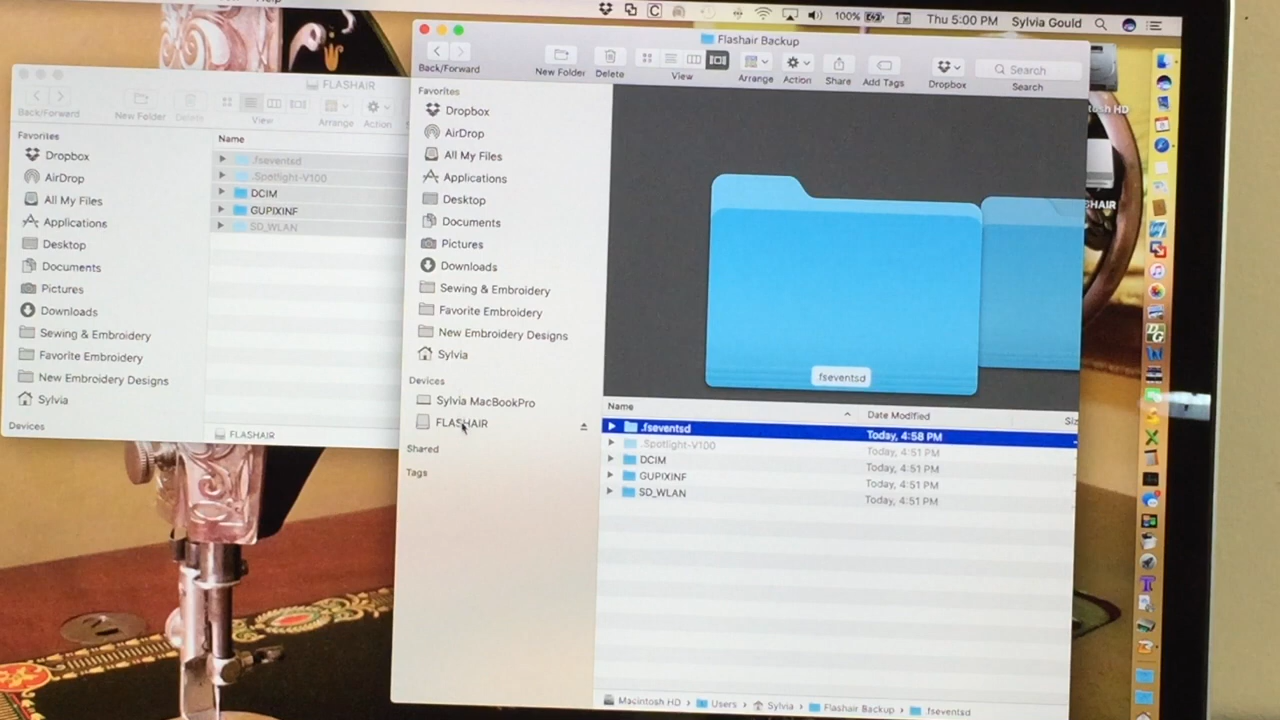 Help
100%
Thu 5:00 PM
Sylvia Gould
FLASHAIR
Back/Forward
New Folder
Delete
View
Arrange
Action
Favorites
Dropbox
AirDrop
All My Files
Applications
Desktop
Documents
Pictures
Downloads
Sewing & Embroidery
Favorite Embroidery
New Embroidery Designs
Sylvia
Devices
Name
.fseventsd
.Spotlight-V100
DCIM
GUPIXINF
SD_WLAN
FLASHAIR
Flashair Backup
Back/Forward
New Folder
Delete
View
Arrange
Action
Share
Add Tags
Dropbox
Search
Search
Favorites
Dropbox
AirDrop
All My Files
Applications
Desktop
Documents
Pictures
Downloads
Sewing & Embroidery
Favorite Embroidery
New Embroidery Designs
Sylvia
Devices
Sylvia MacBookPro
FLASHAIR
Shared
Tags
fseventsd
Name Date Modified Siz
.fseventsd Today, 4:58 PM
.Spotlight-V100 Today, 4:51 PM
DCIM Today, 4:51 PM
GUPIXINF Today, 4:51 PM
SD_WLAN Today, 4:51 PM
Macintosh HD › Users › Sylvia › Flashair Backup › .fseventsd
tosh HD
SHAIR